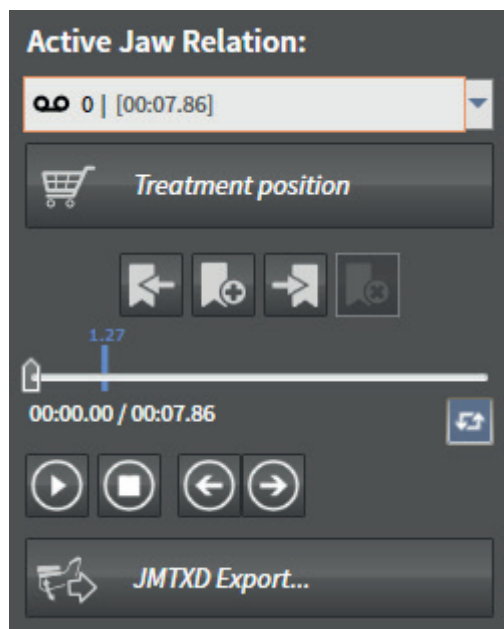 Active Jaw Relation:
0 | [00:07.86]
Treatment position
1.27
00:00.00 / 00:07.86
JMTXD Export...